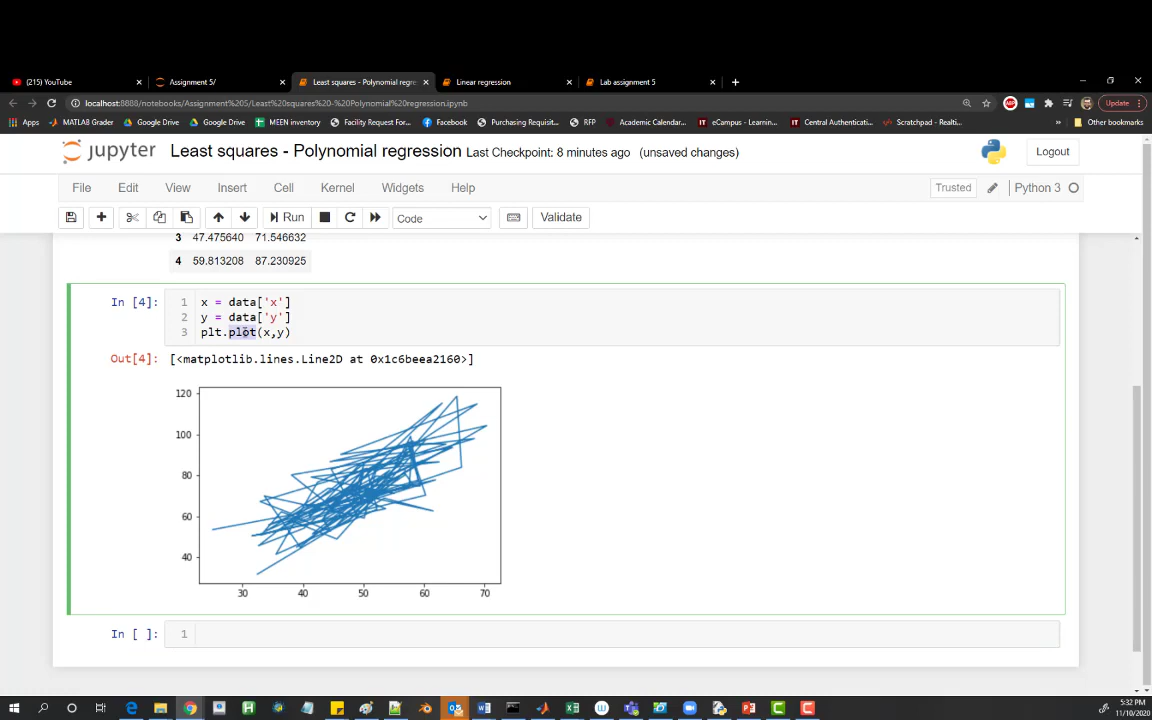 (215) YouTube
Assignment 5/
Least squares - Polynomial regre
Linear regression
Lab assignment 5
localhost:8888/notebooks/Assignment%205/Least%20squares%20-%20Polynomial%20regression.ipynb
Update
Apps
MATLAB Grader
Google Drive
Google Drive
MEEN inventory
Facility Request For...
Facebook
Purchasing Requisit...
RFP
Academic Calendar...
eCampus - Learnin...
Central Authenticati...
Scratchpad - Realti...
Other bookmarks
jupyter
Least squares - Polynomial regression Last Checkpoint: 8 minutes ago (unsaved changes)
Logout
File Edit View Insert Cell Kernel Widgets Help
Trusted
Python 3
Run
Code
Validate
3 47.475640 71.546632
4 59.813208 87.230925
In [4]:
1 x = data['x']
2 y = data['y']
3 plt.plot(x,y)
Out[4]: [<matplotlib.lines.Line2D at 0x1c6beea2160>]
120
100
80
60
40
30 40 50 60 70
In [ ]: 1
5:32 PM
11/10/2020